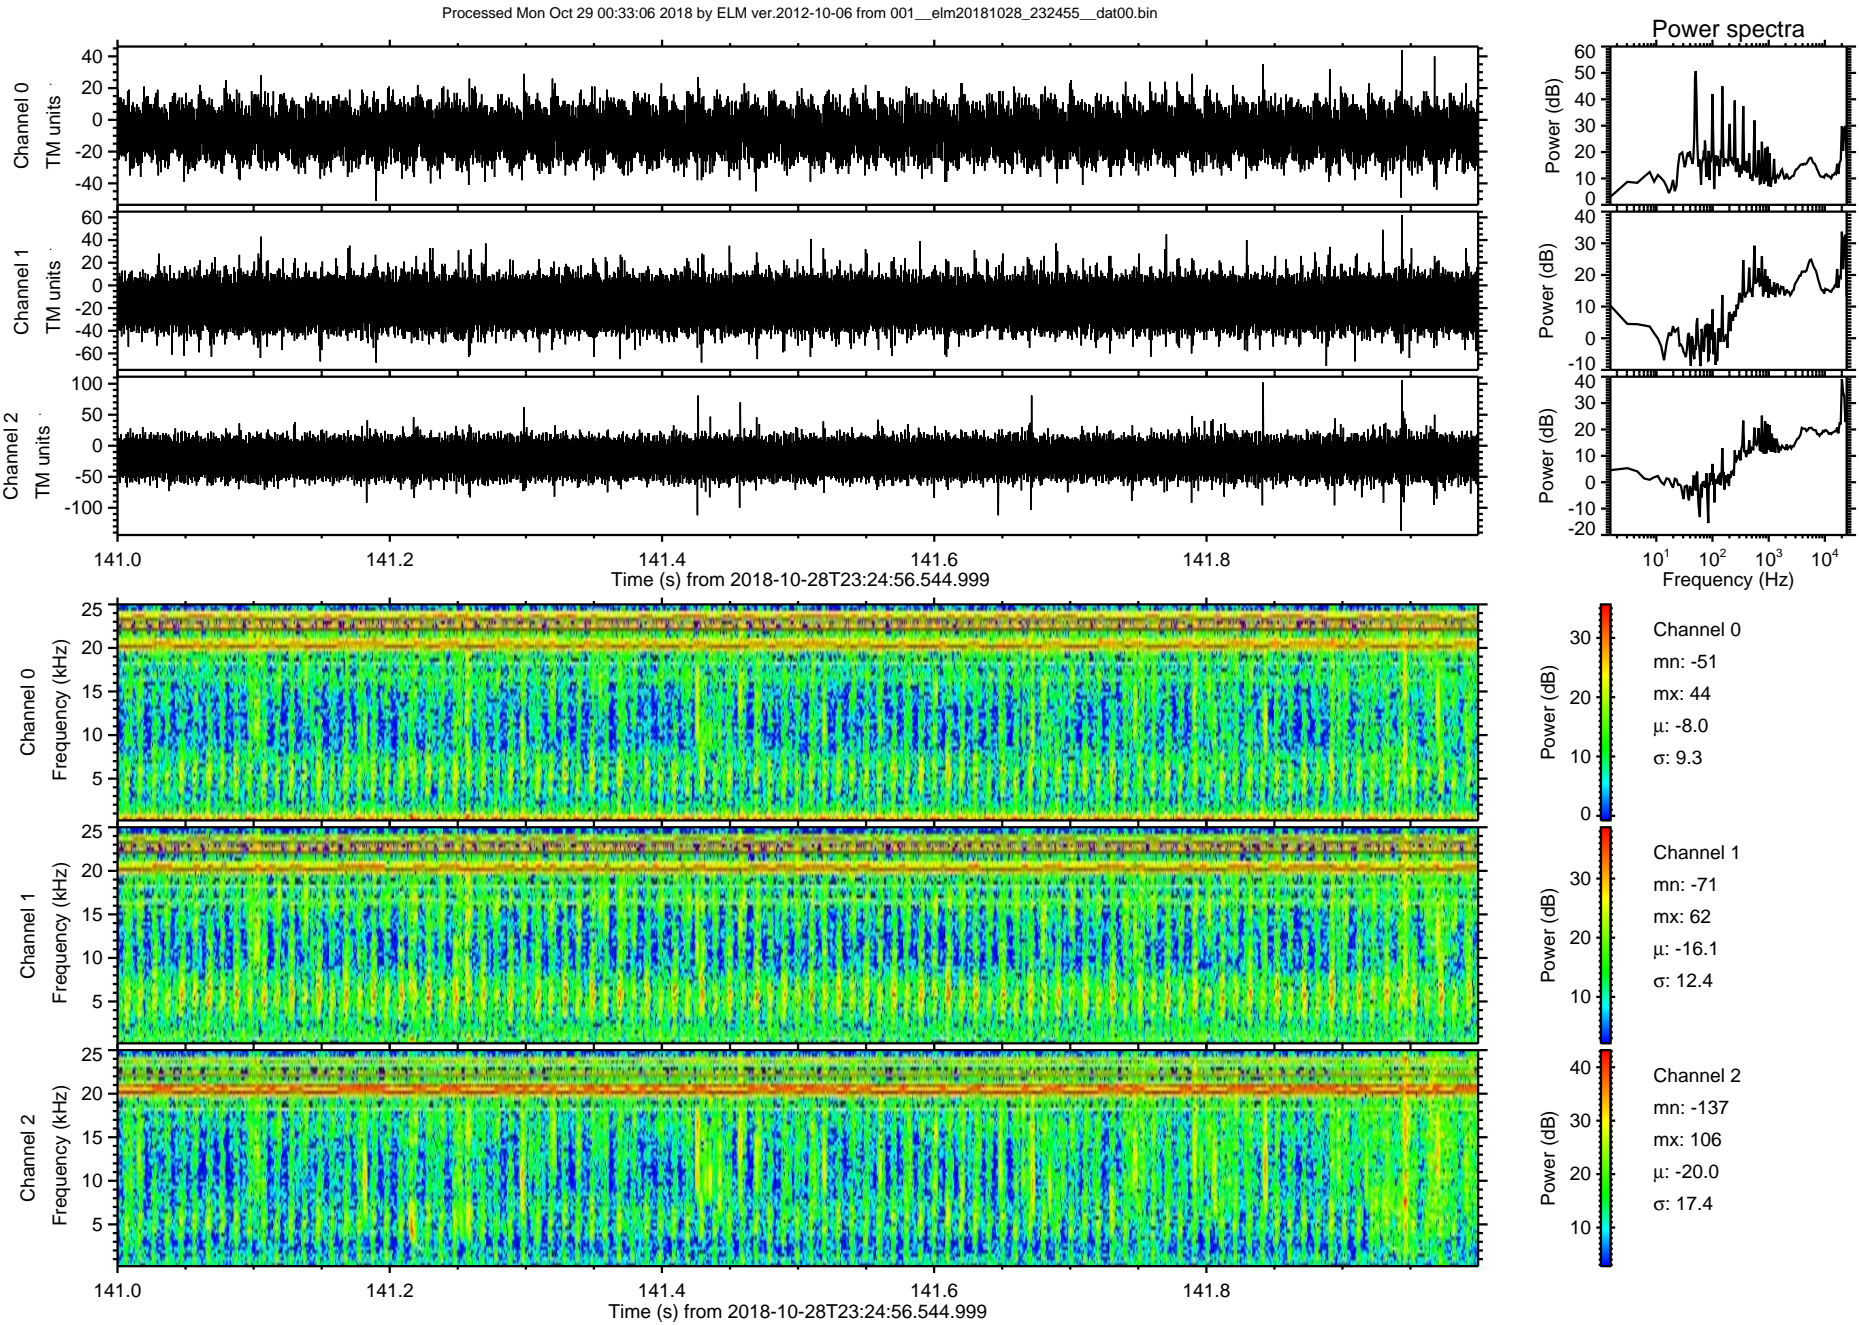 Processed Mon Oct 29 00:33:06 2018 by ELM ver.2012-10-06 from 001__elm20181028_232455__dat00.bin
Power spectra
Channel 0
TM units
40
20
0
-20
-40
Power (dB)
60
50
40
30
20
10
0
Channel 1
TM units
60
40
20
0
-20
-40
-60
Power (dB)
40
30
20
10
0
-10
Channel 2
TM units
100
50
0
-50
-100
Power (dB)
40
30
20
10
0
-10
-20
141.0 141.2 141.4 141.6 141.8
Time (s) from 2018-10-28T23:24:56.544.999
10^1 10^2 10^3 10^4
Frequency (Hz)
Channel 0
Frequency (kHz)
25
20
15
10
5
Power (dB)
30
20
10
0
Channel 0
mn: -51
mx: 44
μ: -8.0
σ: 9.3
Channel 1
Frequency (kHz)
25
20
15
10
5
Power (dB)
30
20
10
Channel 1
mn: -71
mx: 62
μ: -16.1
σ: 12.4
Channel 2
Frequency (kHz)
25
20
15
10
5
Power (dB)
40
30
20
10
Channel 2
mn: -137
mx: 106
μ: -20.0
σ: 17.4
141.0 141.2 141.4 141.6 141.8
Time (s) from 2018-10-28T23:24:56.544.999